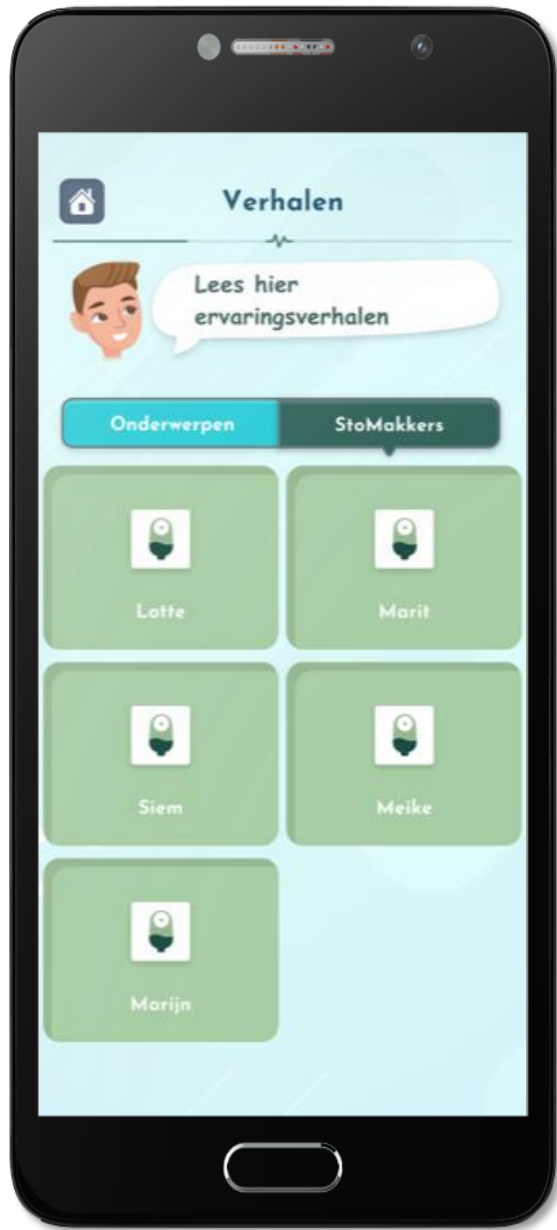 Verhalen
Lees hier
ervaringsverhalen
Onderwerpen StoMakkers
Lotte Marit
Siem Meike
Marijn